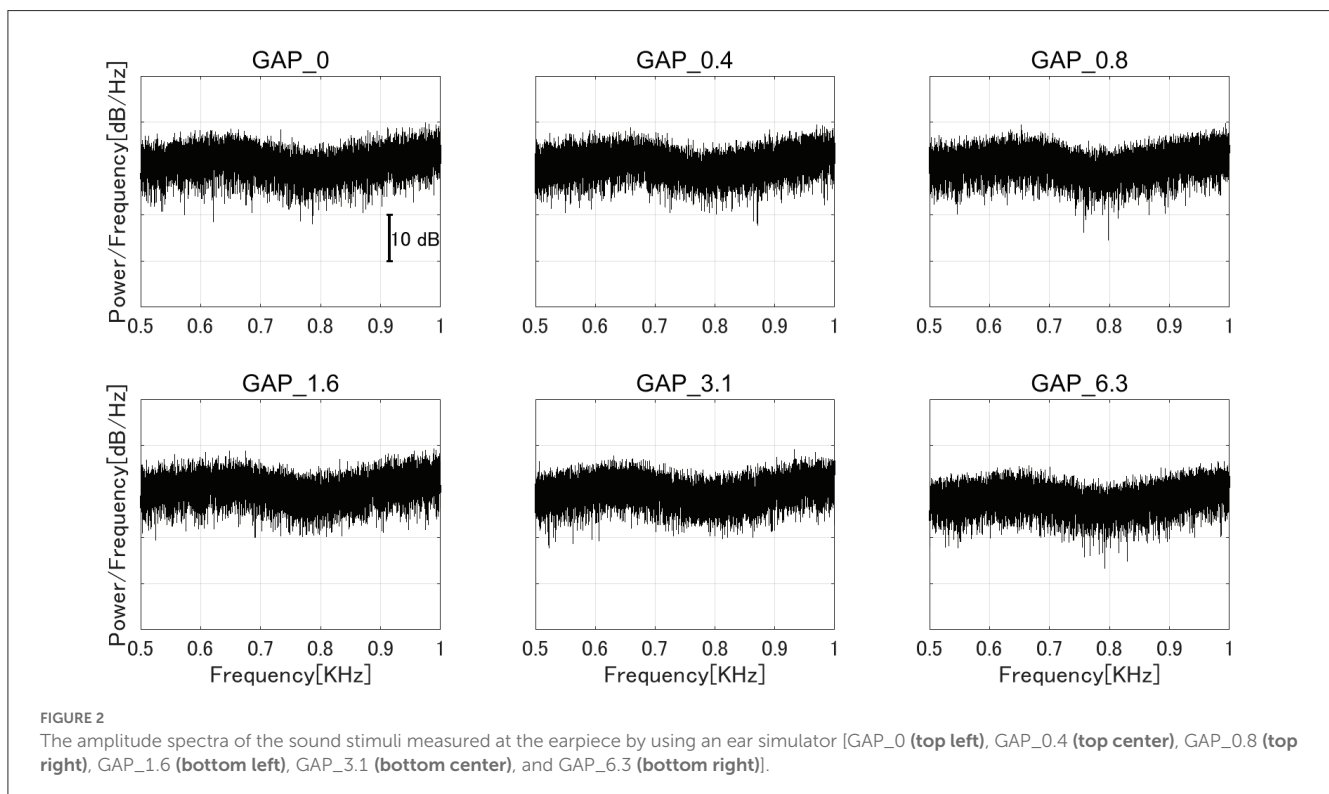 GAP_0
GAP_0.4
GAP_0.8
Power/Frequency[dB/Hz]
10 dB
0.5 0.6 0.7 0.8 0.9 1
0.5 0.6 0.7 0.8 0.9 1
0.5 0.6 0.7 0.8 0.9 1
GAP_1.6
GAP_3.1
GAP_6.3
Power/Frequency[dB/Hz]
0.5 0.6 0.7 0.8 0.9 1
0.5 0.6 0.7 0.8 0.9 1
0.5 0.6 0.7 0.8 0.9 1
Frequency[KHz]
Frequency[KHz]
Frequency[KHz]
FIGURE 2
The amplitude spectra of the sound stimuli measured at the earpiece by using an ear simulator [GAP_0 (top left), GAP_0.4 (top center), GAP_0.8 (top
right), GAP_1.6 (bottom left), GAP_3.1 (bottom center), and GAP_6.3 (bottom right)].